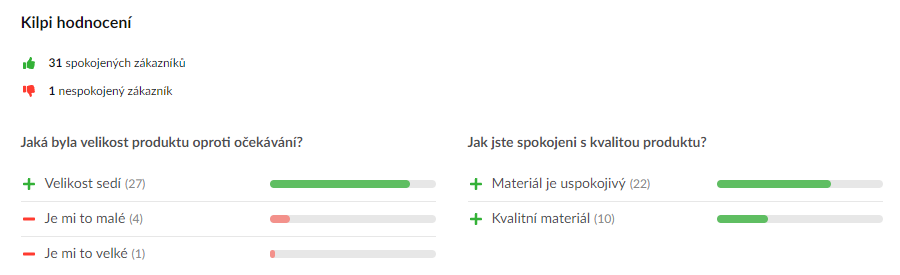 Kilpi hodnocení
31 spokojených zákazníků
1 nespokojený zákazník
Jaká byla velikost produktu oproti očekávání?
Velikost sedí (27)
Je mi to malé (4)
Je mi to velké (1)
Jak jste spokojeni s kvalitou produktu?
Materiál je uspokojivý (22)
Kvalitní materiál (10)